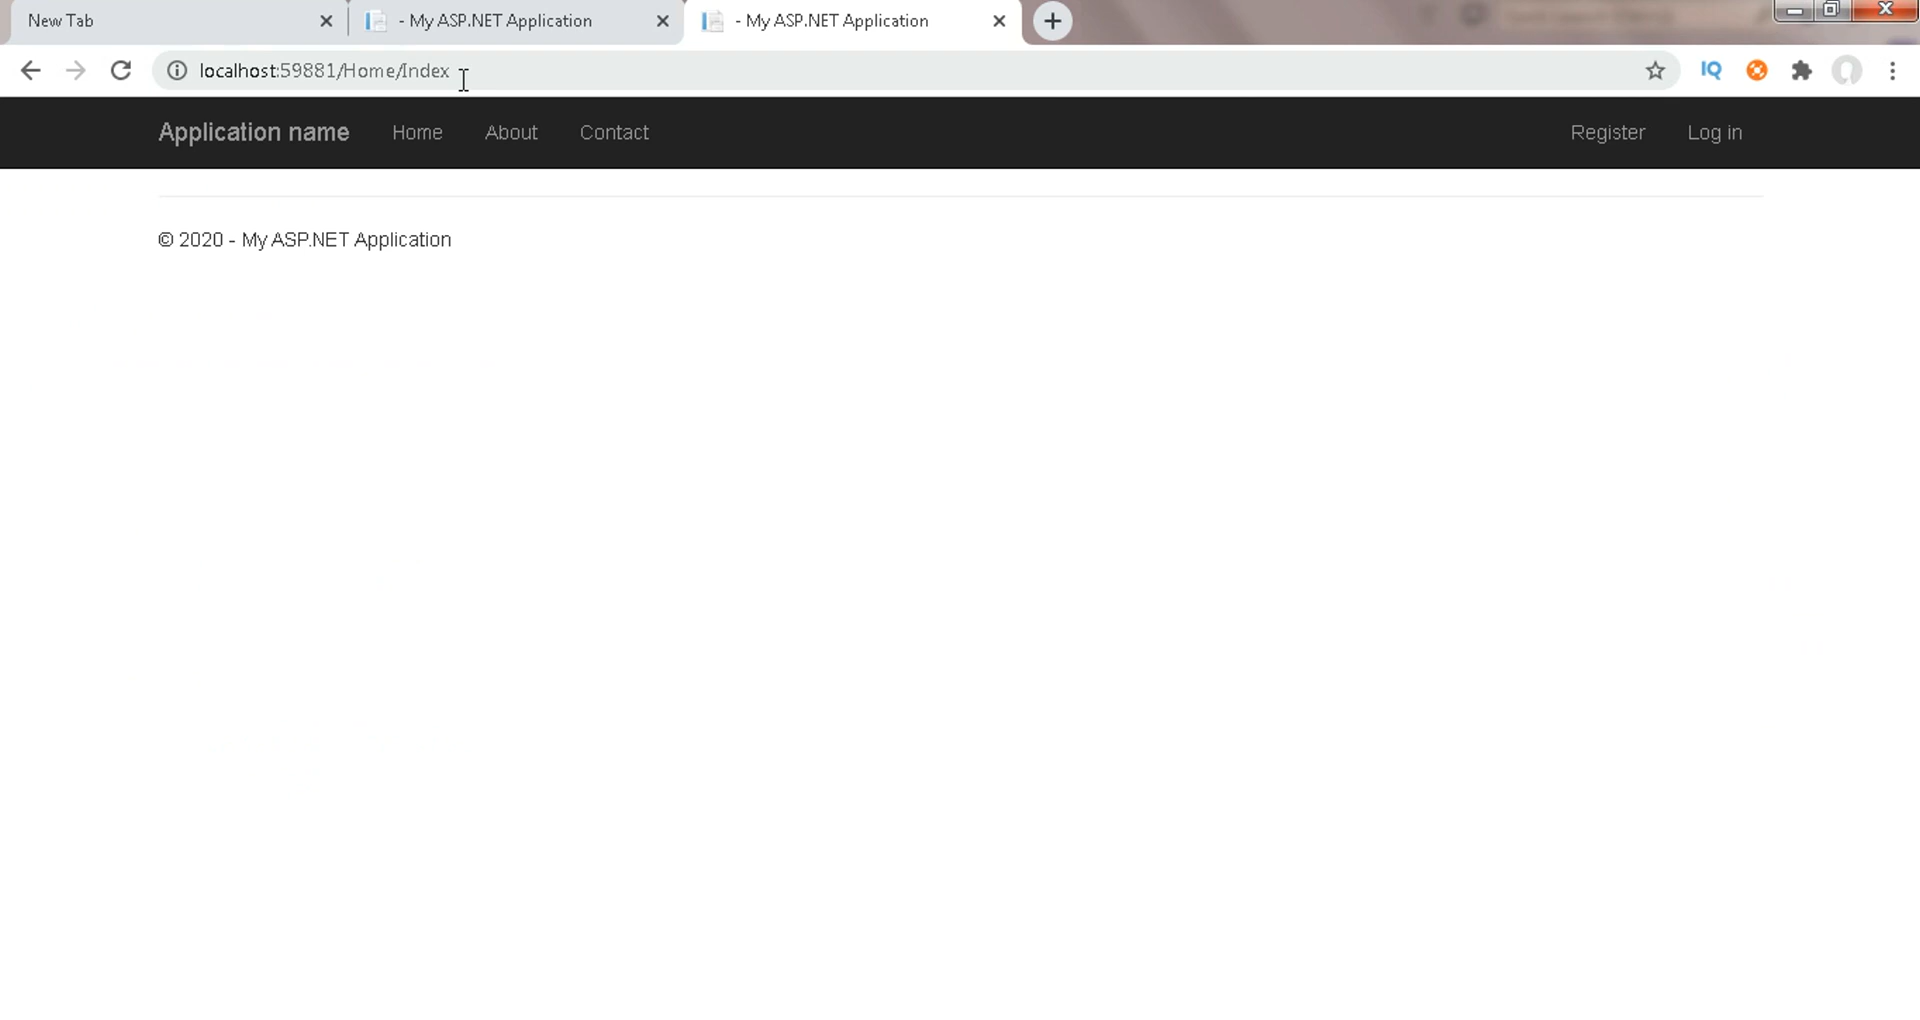 New Tab
- My ASP.NET Application
- My ASP.NET Application
localhost:59881/Home/Index
IQ
Application name
Home
About
Contact
Register
Log in
© 2020 - My ASP.NET Application